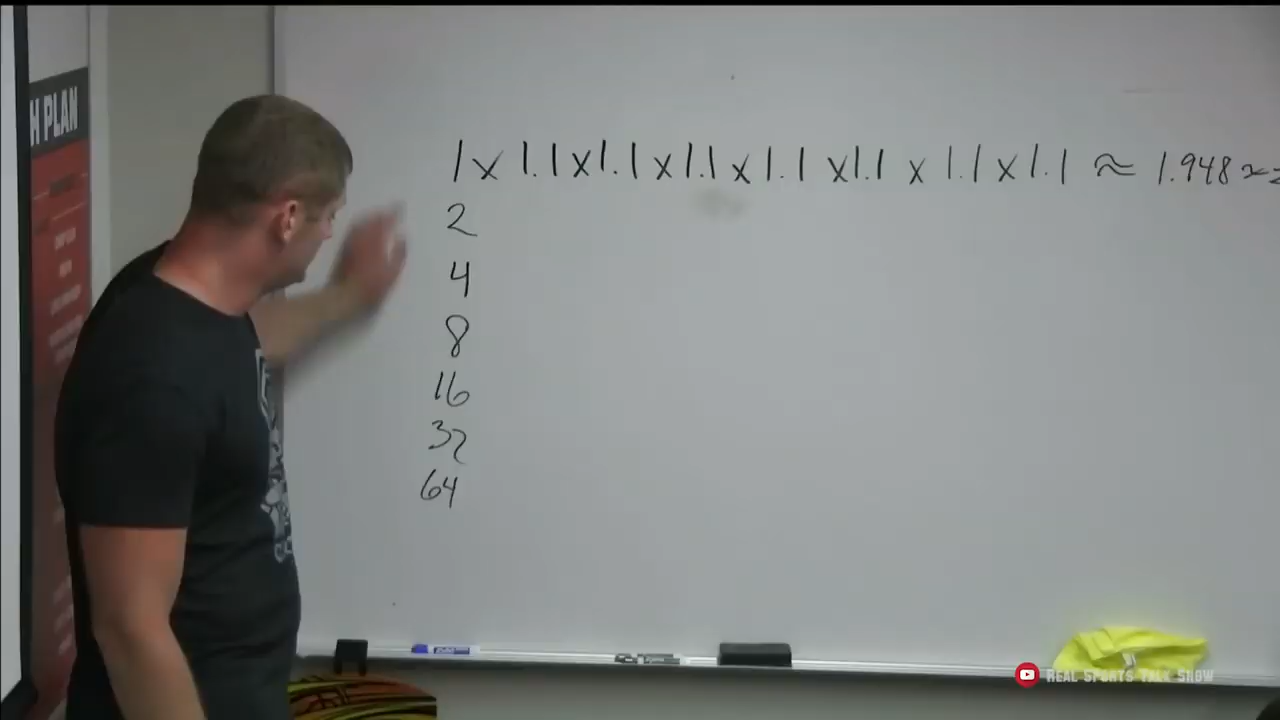 H PLAN
1 x 1.1 x 1.1 x 1.1 x 1.1 x 1.1 x 1.1 x 1.1 ≈ 1.948 ≈ 2
2
4
8
16
32
64
REAL SPORTS TALK SHOW